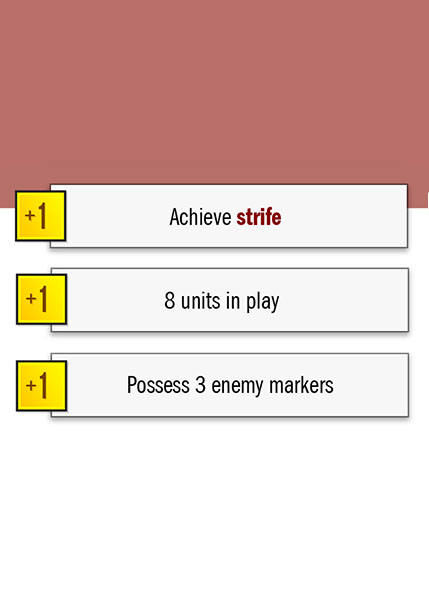 +1 Achieve strife
+1 8 units in play
+1 Possess 3 enemy markers